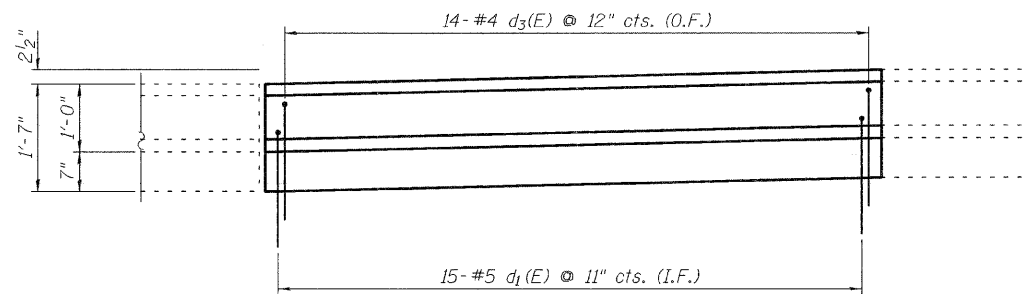 14- #4 d3(E) @ 12" cts. (O.F.)
2½"
1'-7"
1'-0"
7"
15- #5 d1(E) @ 11" cts. (I.F.)